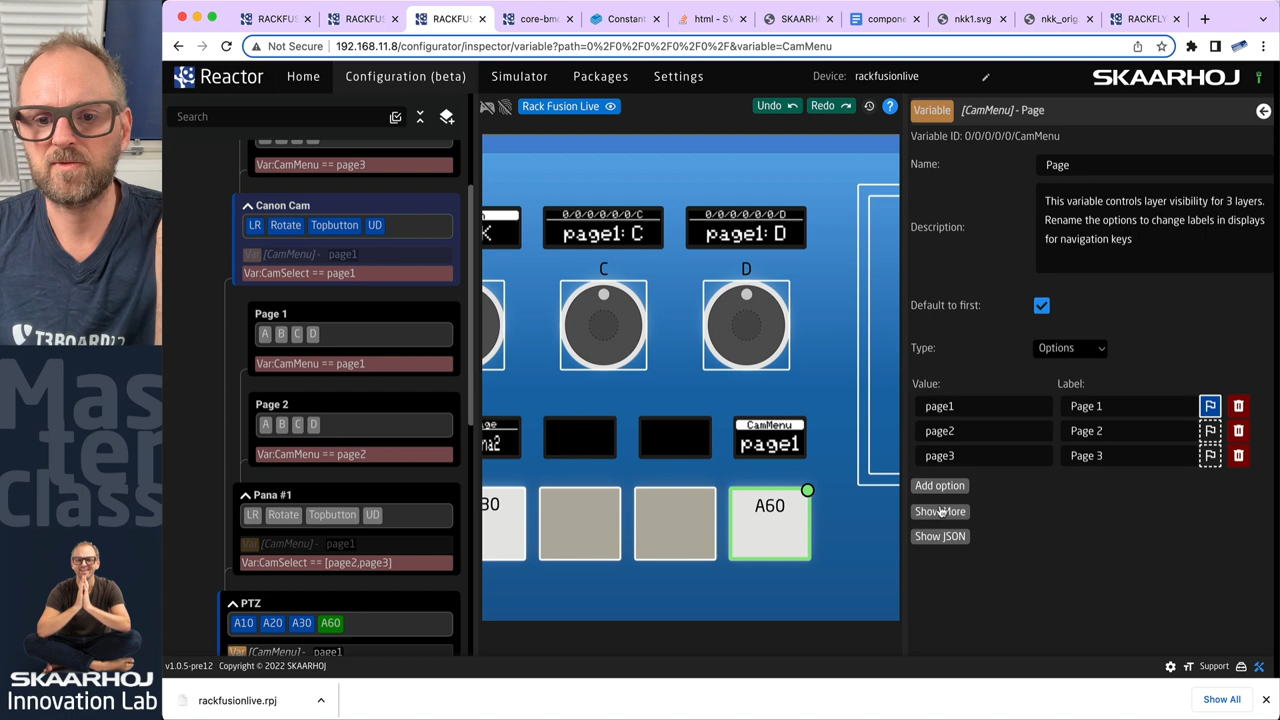 RACKFUS
RACKFUS
RACKFUS
core-bm
Constant
html - SV
SKAARH
compone
nkk1.svg
nkk_orig
RACKFLY
Not Secure
192.168.11.8/configurator/inspector/variable?path=0%2F0%2F0%2F0%2F0%2F&variable=CamMenu
Reactor
Home
Configuration (beta)
Simulator
Packages
Settings
Device: rackfusionlive
SKAARHOJ
Search
Rack Fusion Live
Undo
Redo
Variable
[CamMenu] - Page
Variable ID: 0/0/0/0/0/CamMenu
Name:
Page
Description:
This variable controls layer visibility for 3 layers.
Rename the options to change labels in displays
for navigation keys
Default to first:
Type:
Options
Value:
Label:
page1
Page 1
page2
Page 2
page3
Page 3
Add option
Show More
Show JSON
Var:CamMenu == page3
Canon Cam
LR Rotate Topbutton UD
Var [CamMenu] - page1
Var:CamSelect == page1
Page 1
A B C D
Var:CamMenu == page1
Page 2
A B C D
Var:CamMenu == page2
Pana #1
LR Rotate Topbutton UD
Var [CamMenu] - page1
Var:CamSelect == [page2,page3]
PTZ
A10 A20 A30 A60
Var [CamMenu] - page1
0/0/0/0/0/C
page1: C
0/0/0/0/0/D
page1: D
C
D
CamMenu
page1
A60
v1.0.5-pre12 Copyright © 2022 SKAARHOJ
Support
rackfusionlive.rpj
Show All
Mas
ter
Class
SKAARHOJ
Innovation Lab